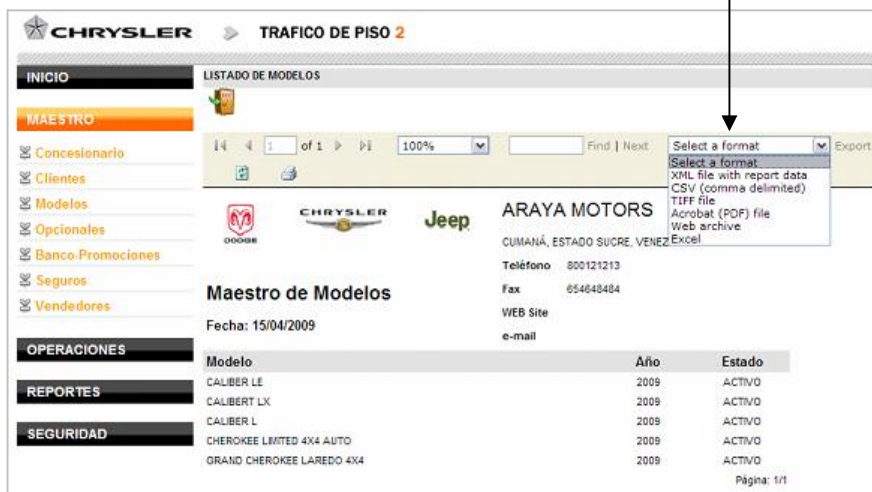 CHRYSLER TRAFICO DE PISO 2
INICIO
MAESTRO
Concesionario
Clientes
Modelos
Opcionales
Banco-Promociones
Seguros
Vendedores
OPERACIONES
REPORTES
SEGURIDAD
LISTADO DE MODELOS
1 of 1 100% Find | Next Select a format Export
Select a format
XML file with report data
CSV (comma delimited)
TIFF file
Acrobat (PDF) file
Web archive
Excel
DODGE CHRYSLER Jeep
ARAYA MOTORS
CUMANÁ, ESTADO SUCRE, VENEZ
Teléfono 800121213
Fax 654648484
WEB Site
e-mail
Maestro de Modelos
Fecha: 15/04/2009
Modelo Año Estado
CALIBER LE 2009 ACTIVO
CALIBERT LX 2009 ACTIVO
CALIBER L 2009 ACTIVO
CHEROKEE LIMITED 4X4 AUTO 2009 ACTIVO
GRAND CHEROKEE LAREDO 4X4 2009 ACTIVO
Página: 1/1